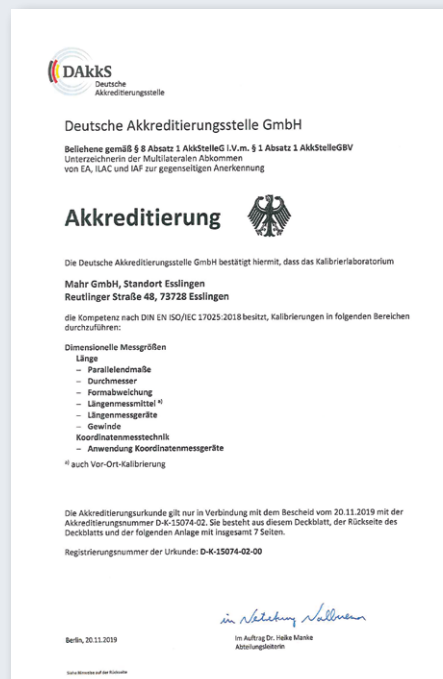 DAkkS
Deutsche
Akkreditierungsstelle
Deutsche Akkreditierungsstelle GmbH
Beliehene gemäß § 8 Absatz 1 AkkStelleG i.V.m. § 1 Absatz 1 AkkStelleGBV
Unterzeichnerin der Multilateralen Abkommen
von EA, ILAC und IAF zur gegenseitigen Anerkennung
Akkreditierung
Die Deutsche Akkreditierungsstelle GmbH bestätigt hiermit, dass das Kalibrierlaboratorium
Mahr GmbH, Standort Esslingen
Reutlinger Straße 48, 73728 Esslingen
die Kompetenz nach DIN EN ISO/IEC 17025:2018 besitzt, Kalibrierungen in folgenden Bereichen
durchzuführen:
Dimensionelle Messgrößen
Länge
– Parallelendmaße
– Durchmesser
– Formabweichung
– Längenmessmittel a)
– Längenmessgeräte
– Gewinde
Koordinatenmesstechnik
– Anwendung Koordinatenmessgeräte
a) auch Vor-Ort-Kalibrierung
Die Akkreditierungsurkunde gilt nur in Verbindung mit dem Bescheid vom 20.11.2019 mit der
Akkreditierungsnummer D-K-15074-02. Sie besteht aus diesem Deckblatt, der Rückseite des
Deckblatts und der folgenden Anlage mit insgesamt 7 Seiten.
Registrierungsnummer der Urkunde: D-K-15074-02-00
Berlin, 20.11.2019
Im Auftrag Dr. Heike Manke
Abteilungsleiterin
Siehe Hinweise auf der Rückseite